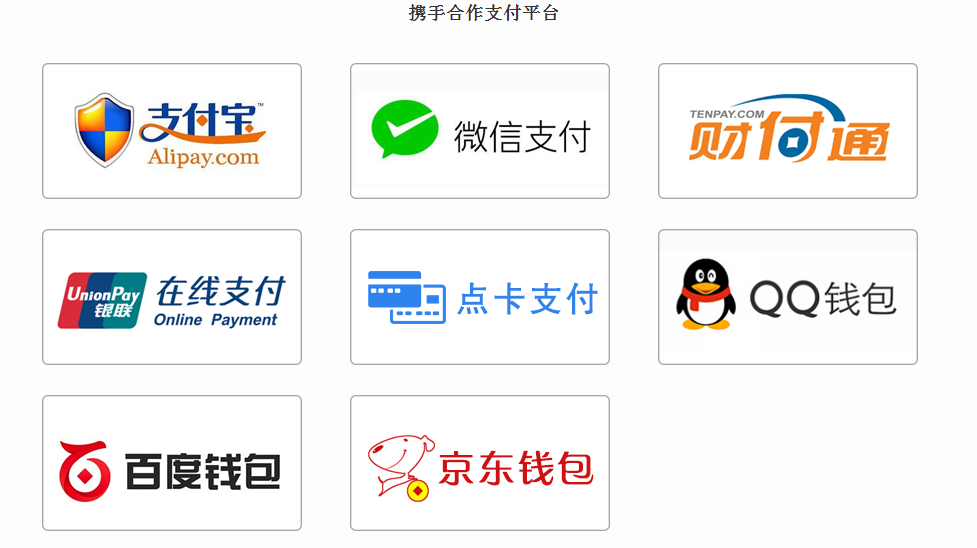 携手合作支付平台
支付宝™
Alipay.com
微信支付
TENPAY.COM
财付通
UnionPay
银联
在线支付
Online Payment
点卡支付
QQ钱包
百度钱包
京东钱包